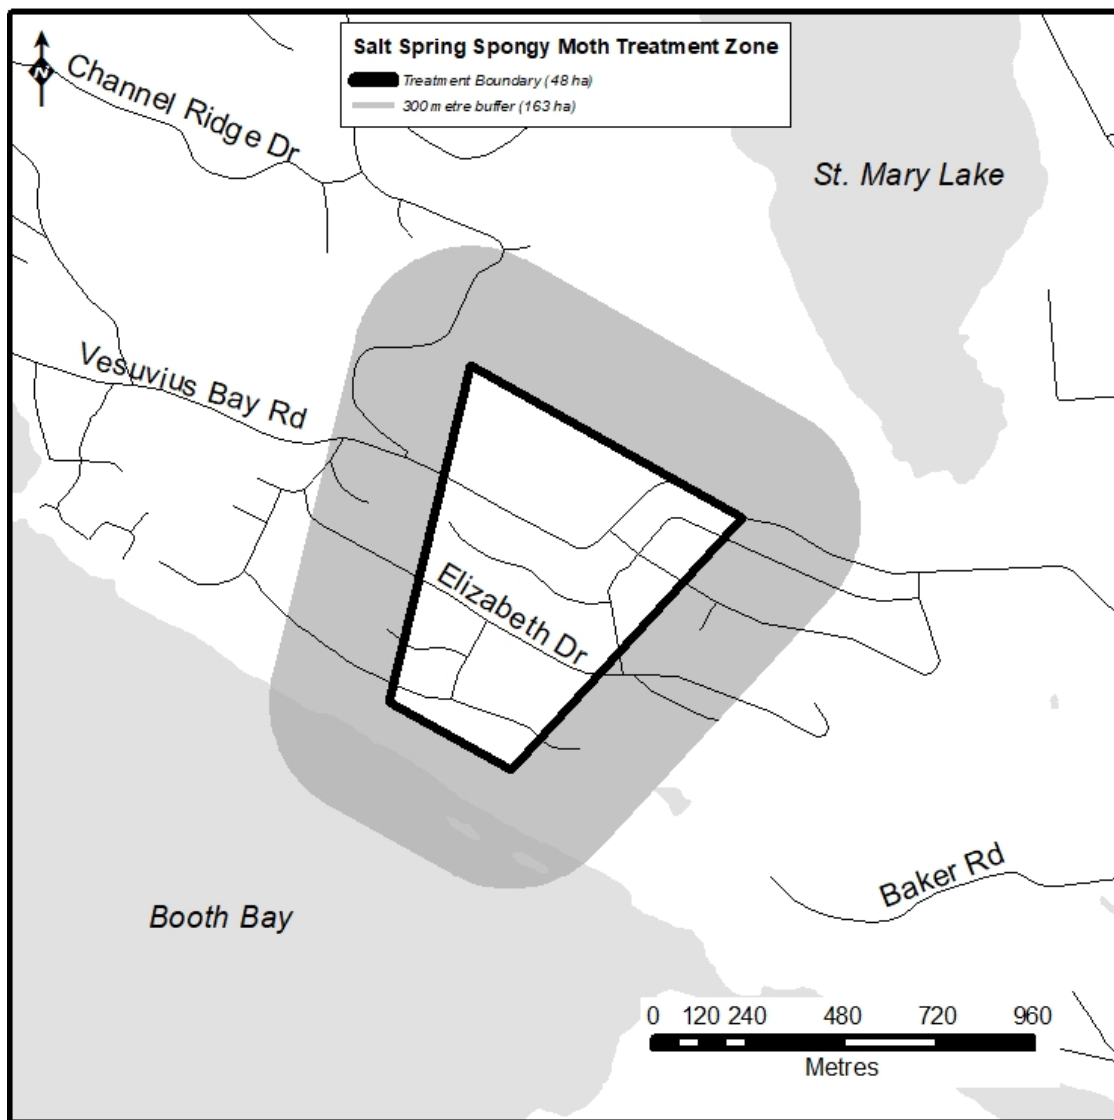 Salt Spring Spongy Moth Treatment Zone
Treatment Boundary (48 ha)
300 metre buffer (163 ha)
N
Channel Ridge Dr
St. Mary Lake
Vesuvius Bay Rd
Elizabeth Dr
Baker Rd
Booth Bay
0 120 240 480 720 960
Metres